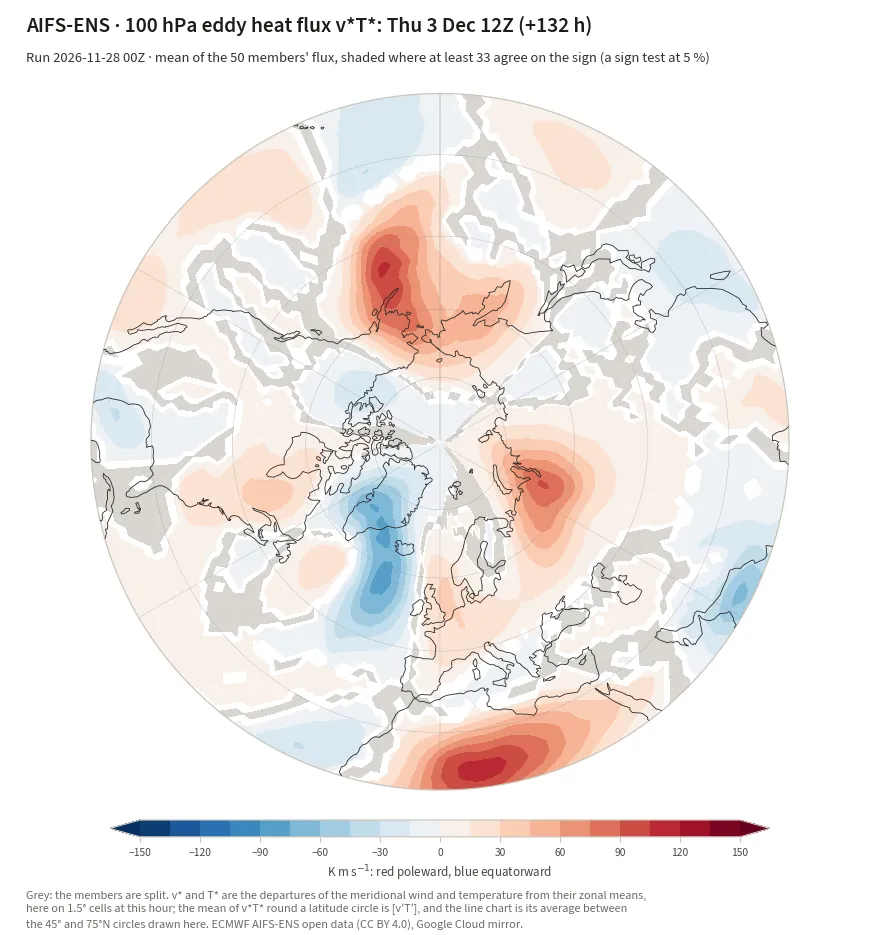 AIFS-ENS · 100 hPa eddy heat flux v*T*: Thu 3 Dec 12Z (+132 h)
Run 2026-11-28 00Z · mean of the 50 members' flux, shaded where at least 33 agree on the sign (a sign test at 5 %)
−150 −120 −90 −60 −30 0 30 60 90 120 150
K m s⁻¹: red poleward, blue equatorward
Grey: the members are split. v* and T* are the departures of the meridional wind and temperature from their zonal means,
here on 1.5° cells at this hour; the mean of v*T* round a latitude circle is [v'T'], and the line chart is its average between
the 45° and 75°N circles drawn here. ECMWF AIFS-ENS open data (CC BY 4.0), Google Cloud mirror.